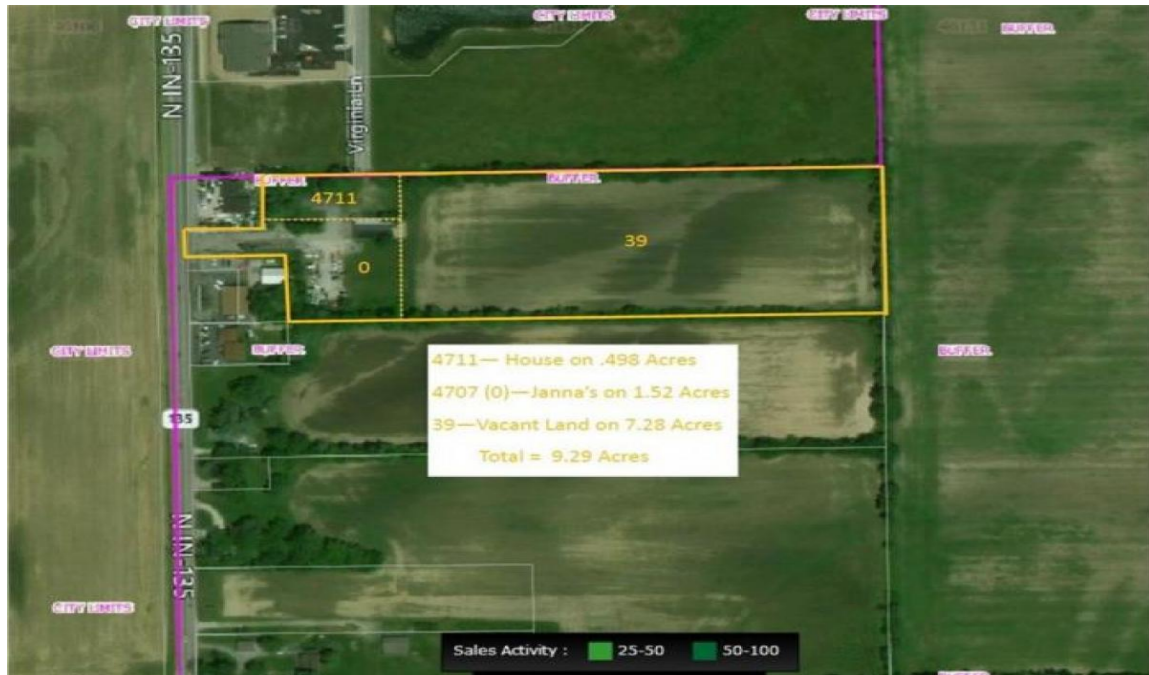 CITY LIMITS
CITY LIMITS
CITY LIMITS
BUFFER
N IN-135
Virginia Ln
BUFFER
BUFFER
4711
39
0
CITY LIMITS
BUFFER
BUFFER
4711— House on .498 Acres
4707 (0)—Janna's on 1.52 Acres
39—Vacant Land on 7.28 Acres
Total = 9.29 Acres
135
N IN-135
CITY LIMITS
Sales Activity :
25-50
50-100
BUFFER